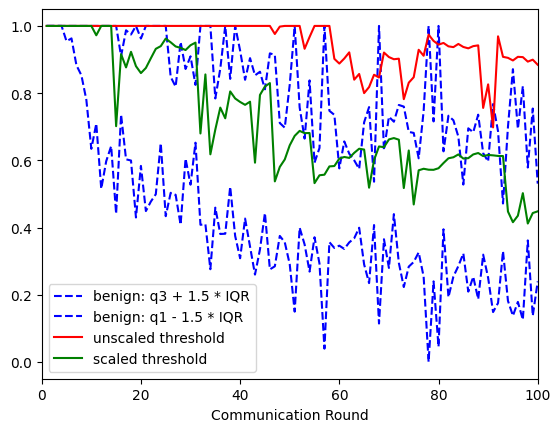 1.0
0.8
0.6
0.4
0.2
0.0
benign: q3 + 1.5 * IQR
benign: q1 - 1.5 * IQR
unscaled threshold
scaled threshold
0 20 40 60 80 100
Communication Round